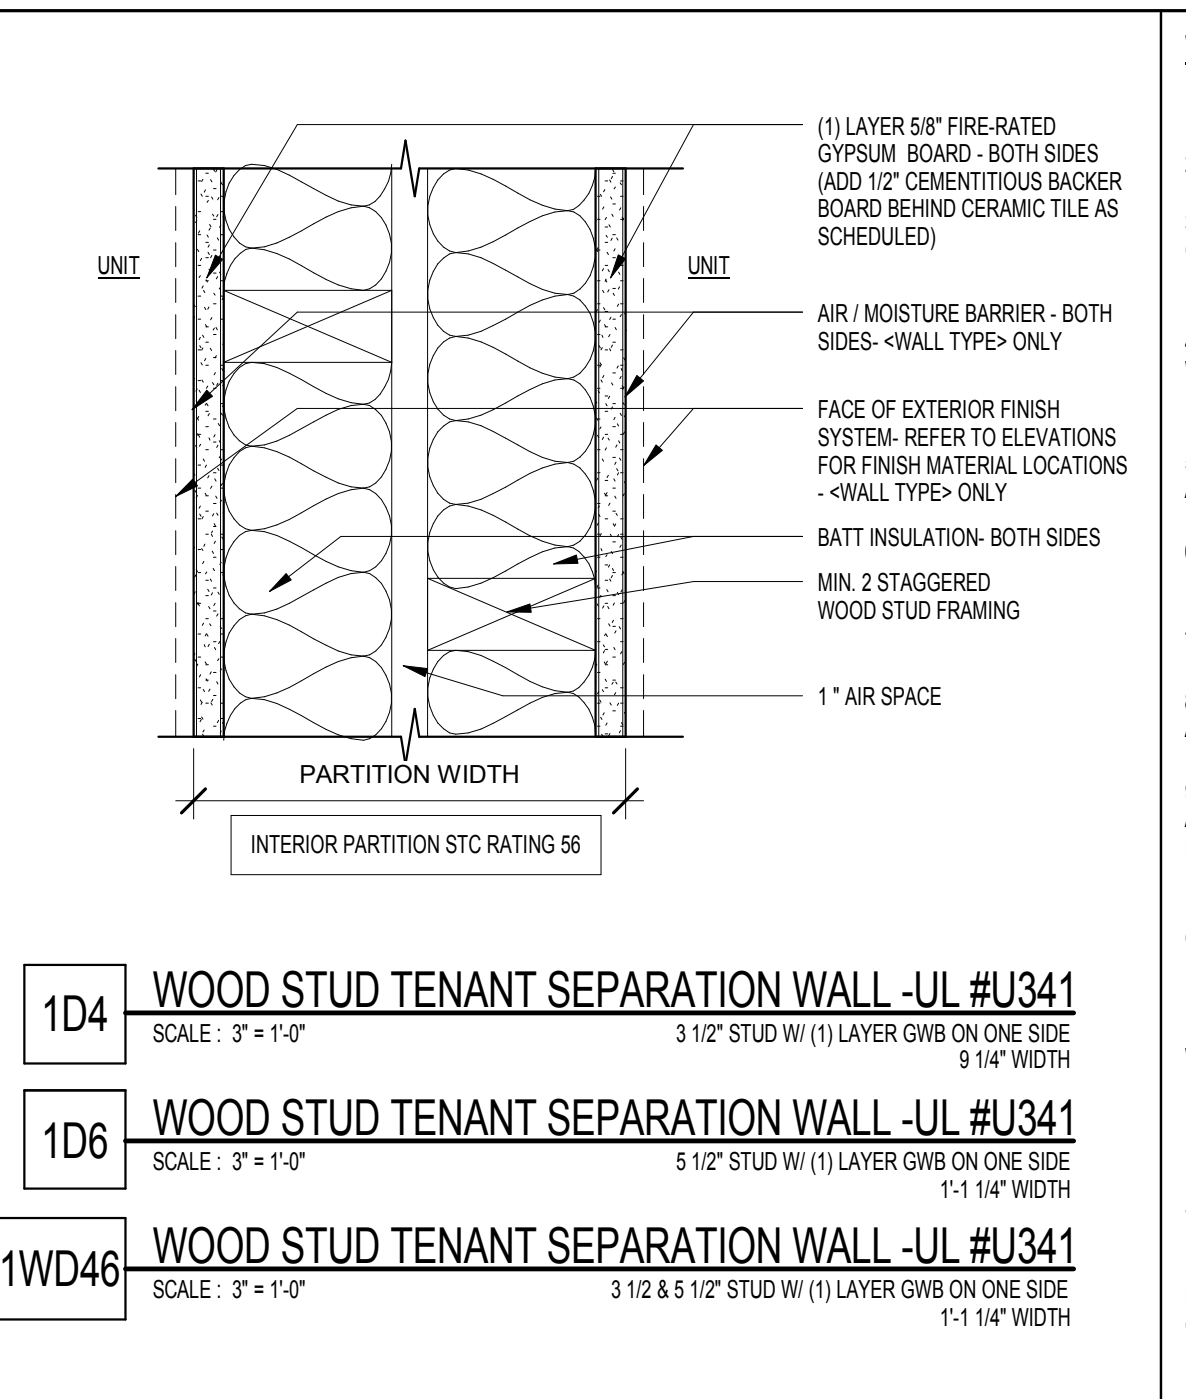 (1) LAYER 5/8" FIRE-RATED
GYPSUM BOARD - BOTH SIDES
(ADD 1/2" CEMENTITIOUS BACKER
BOARD BEHIND CERAMIC TILE AS
SCHEDULED)
UNIT
UNIT
AIR / MOISTURE BARRIER - BOTH
SIDES- <WALL TYPE> ONLY
FACE OF EXTERIOR FINISH
SYSTEM- REFER TO ELEVATIONS
FOR FINISH MATERIAL LOCATIONS
- <WALL TYPE> ONLY
BATT INSULATION- BOTH SIDES
MIN. 2 STAGGERED
WOOD STUD FRAMING
1 " AIR SPACE
PARTITION WIDTH
INTERIOR PARTITION STC RATING 56
1D4
WOOD STUD TENANT SEPARATION WALL -UL #U341
SCALE : 3" = 1'-0"
3 1/2" STUD W/ (1) LAYER GWB ON ONE SIDE
9 1/4" WIDTH
1D6
WOOD STUD TENANT SEPARATION WALL -UL #U341
SCALE : 3" = 1'-0"
5 1/2" STUD W/ (1) LAYER GWB ON ONE SIDE
1'-1 1/4" WIDTH
1WD46
WOOD STUD TENANT SEPARATION WALL -UL #U341
SCALE : 3" = 1'-0"
3 1/2 & 5 1/2" STUD W/ (1) LAYER GWB ON ONE SIDE
1'-1 1/4" WIDTH